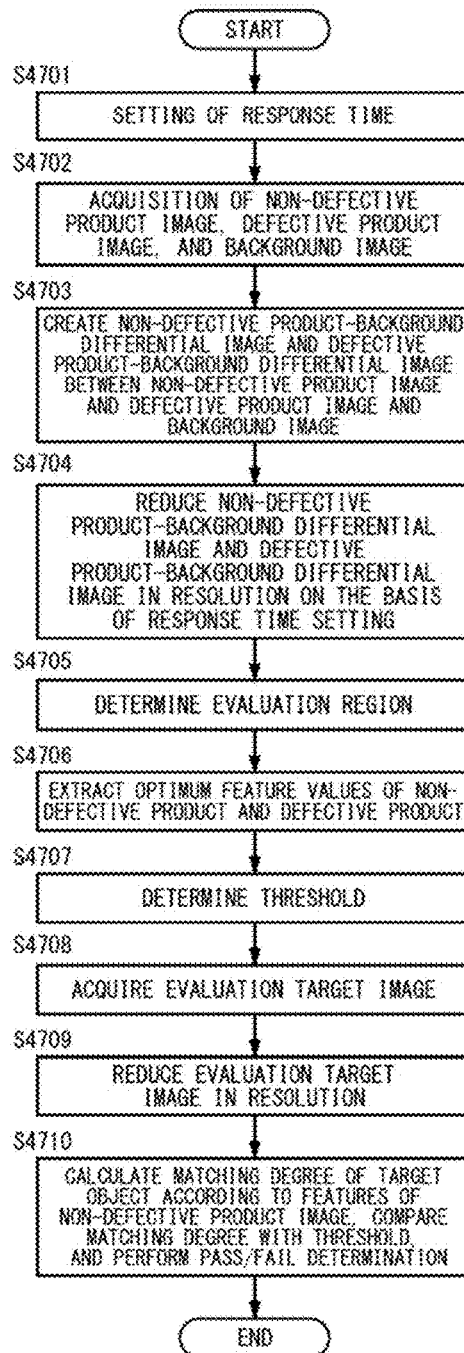 START
S4701
SETTING OF RESPONSE TIME
S4702
ACQUISITION OF NON-DEFECTIVE
PRODUCT IMAGE, DEFECTIVE PRODUCT
IMAGE, AND BACKGROUND IMAGE
S4703
CREATE NON-DEFECTIVE PRODUCT-BACKGROUND
DIFFERENTIAL IMAGE AND DEFECTIVE
PRODUCT-BACKGROUND DIFFERENTIAL IMAGE
BETWEEN NON-DEFECTIVE PRODUCT IMAGE
AND DEFECTIVE PRODUCT IMAGE AND
BACKGROUND IMAGE
S4704
REDUCE NON-DEFECTIVE
PRODUCT-BACKGROUND DIFFERENTIAL
IMAGE AND DEFECTIVE
PRODUCT-BACKGROUND DIFFERENTIAL
IMAGE IN RESOLUTION ON THE BASIS
OF RESPONSE TIME SETTING
S4705
DETERMINE EVALUATION REGION
S4706
EXTRACT OPTIMUM FEATURE VALUES OF NON-
DEFECTIVE PRODUCT AND DEFECTIVE PRODUCT
S4707
DETERMINE THRESHOLD
S4708
ACQUIRE EVALUATION TARGET IMAGE
S4709
REDUCE EVALUATION TARGET
IMAGE IN RESOLUTION
S4710
CALCULATE MATCHING DEGREE OF TARGET
OBJECT ACCORDING TO FEATURES OF
NON-DEFECTIVE PRODUCT IMAGE, COMPARE
MATCHING DEGREE WITH THRESHOLD,
AND PERFORM PASS/FAIL DETERMINATION
END